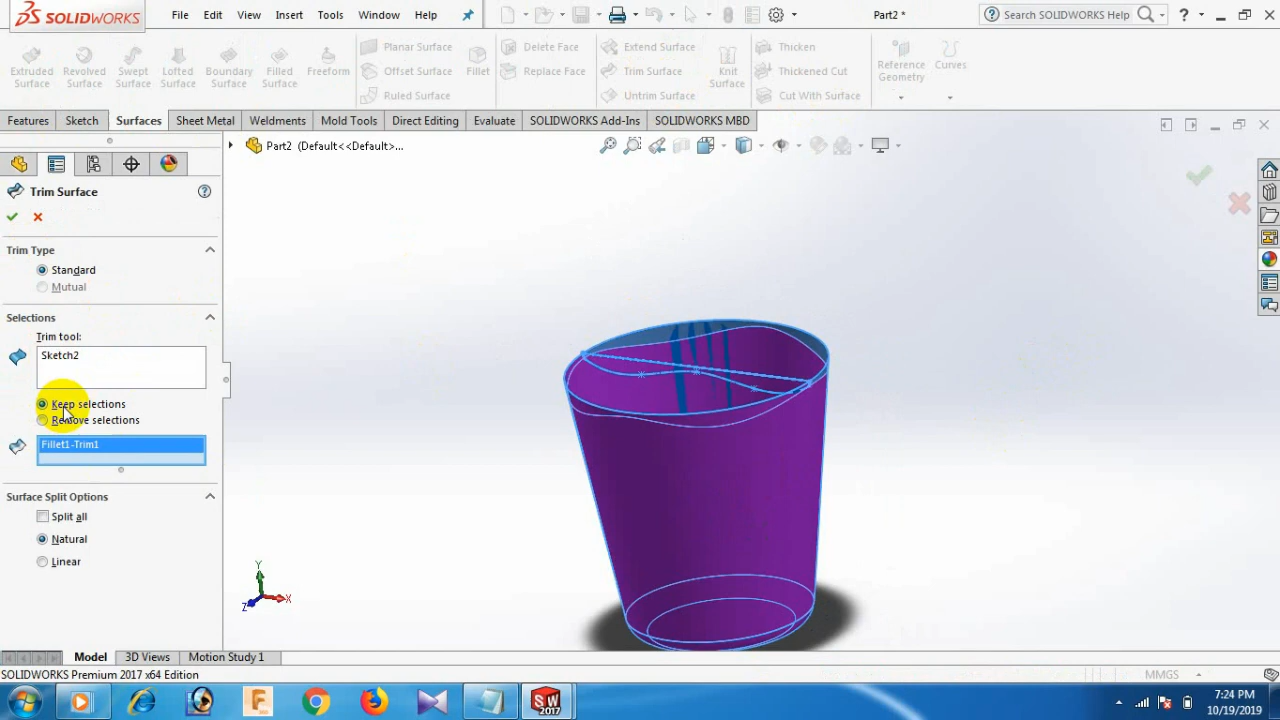 SOLIDWORKS File Edit View Insert Tools Window Help Part2 * Search SOLIDWORKS Help ?
Extruded Surface
Revolved Surface
Swept Surface
Lofted Surface
Boundary Surface
Filled Surface
Freeform
Planar Surface
Offset Surface
Ruled Surface
Fillet
Delete Face
Replace Face
Extend Surface
Trim Surface
Untrim Surface
Knit Surface
Thicken
Thickened Cut
Cut With Surface
Reference Geometry
Curves
Features Sketch Surfaces Sheet Metal Weldments Mold Tools Direct Editing Evaluate SOLIDWORKS Add-Ins SOLIDWORKS MBD
Part2 (Default<<Default>...
Trim Surface
Trim Type
Standard
Mutual
Selections
Trim tool:
Sketch2
Keep selections
Remove selections
Fillet1-Trim1
Surface Split Options
Split all
Natural
Linear
Y
X
Z
Model 3D Views Motion Study 1
SOLIDWORKS Premium 2017 x64 Edition MMGS
SW
2017
7:24 PM
10/19/2019